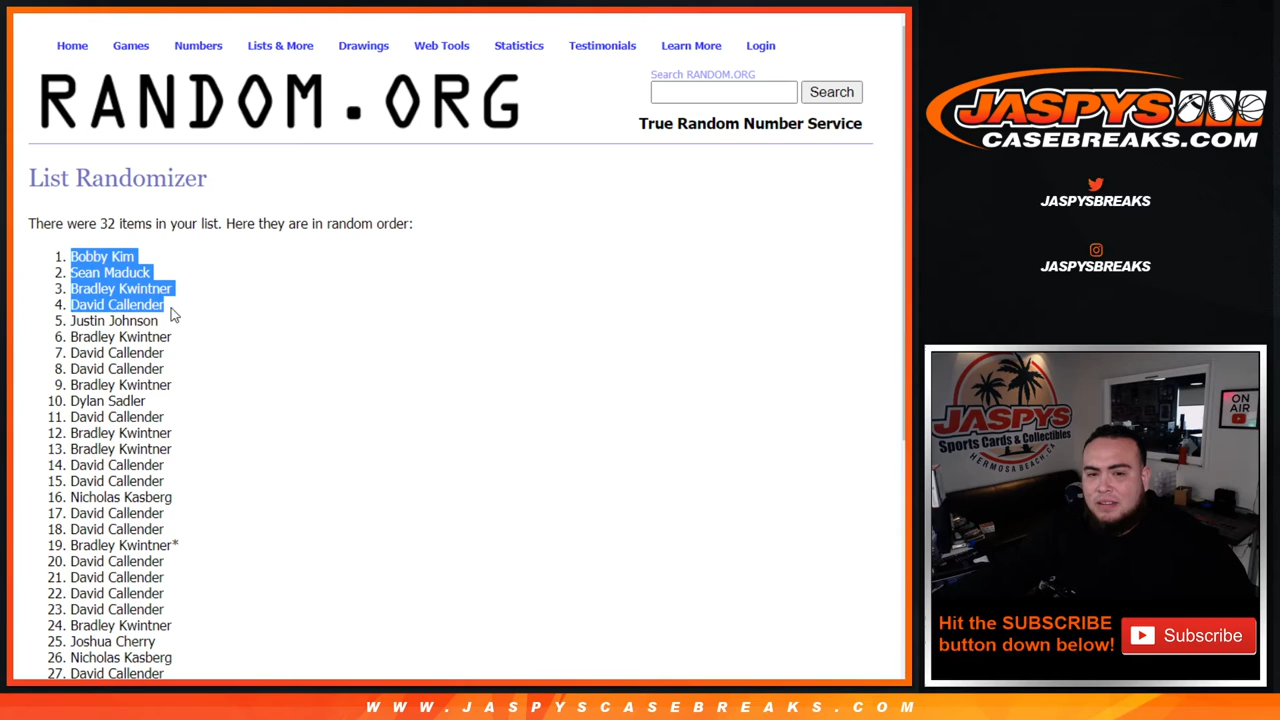 Home Games Numbers Lists & More Drawings Web Tools Statistics Testimonials Learn More Login
RANDOM.ORG
Search RANDOM.ORG
Search
True Random Number Service
List Randomizer
There were 32 items in your list. Here they are in random order:
1. Bobby Kim
2. Sean Maduck
3. Bradley Kwintner
4. David Callender
5. Justin Johnson
6. Bradley Kwintner
7. David Callender
8. David Callender
9. Bradley Kwintner
10. Dylan Sadler
11. David Callender
12. Bradley Kwintner
13. Bradley Kwintner
14. David Callender
15. David Callender
16. Nicholas Kasberg
17. David Callender
18. David Callender
19. Bradley Kwintner*
20. David Callender
21. David Callender
22. David Callender
23. David Callender
24. Bradley Kwintner
25. Joshua Cherry
26. Nicholas Kasberg
27. David Callender
JASPYS
CASEBREAKS.COM
JASPYSBREAKS
JASPYSBREAKS
JASPYS
Sports Cards & Collectibles
HERMOSA BEACH, CA
ON AIR
Hit the SUBSCRIBE
button down below!
Subscribe
WWW.JASPYSCASEBREAKS.COM